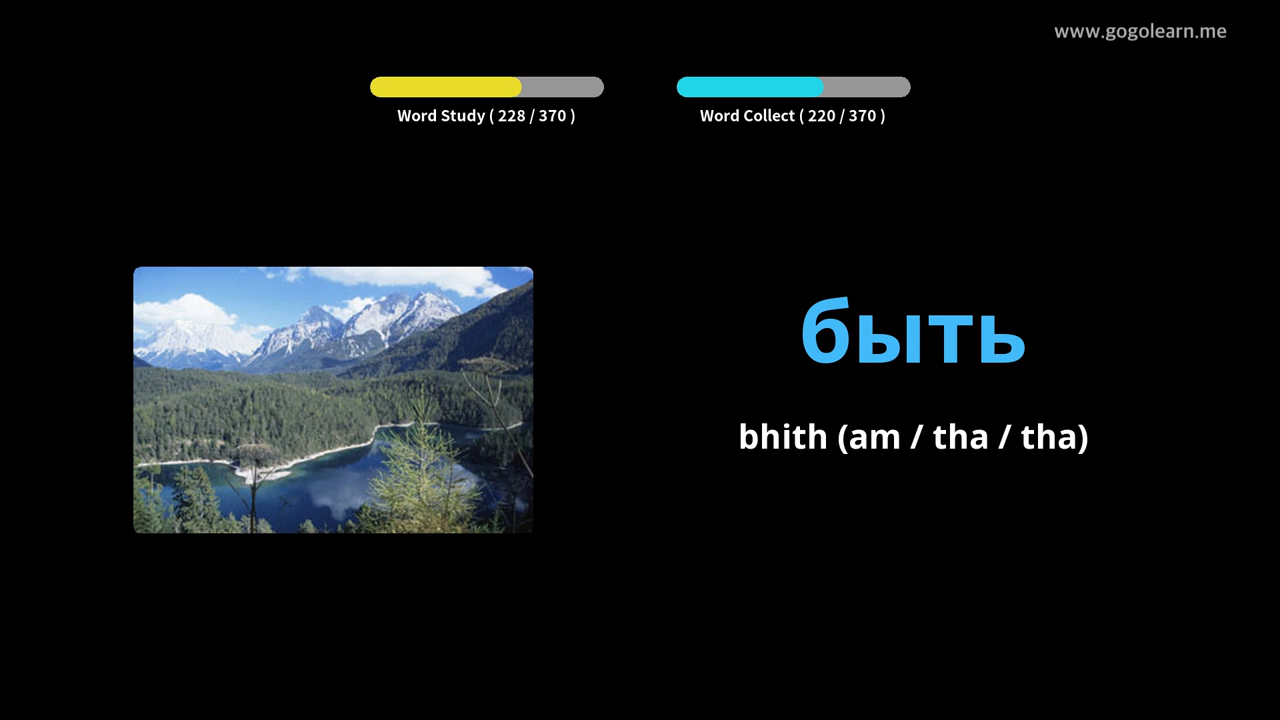 www.gogolearn.me
Word Study ( 228 / 370 )
Word Collect ( 220 / 370 )
быть
bhith (am / tha / tha)